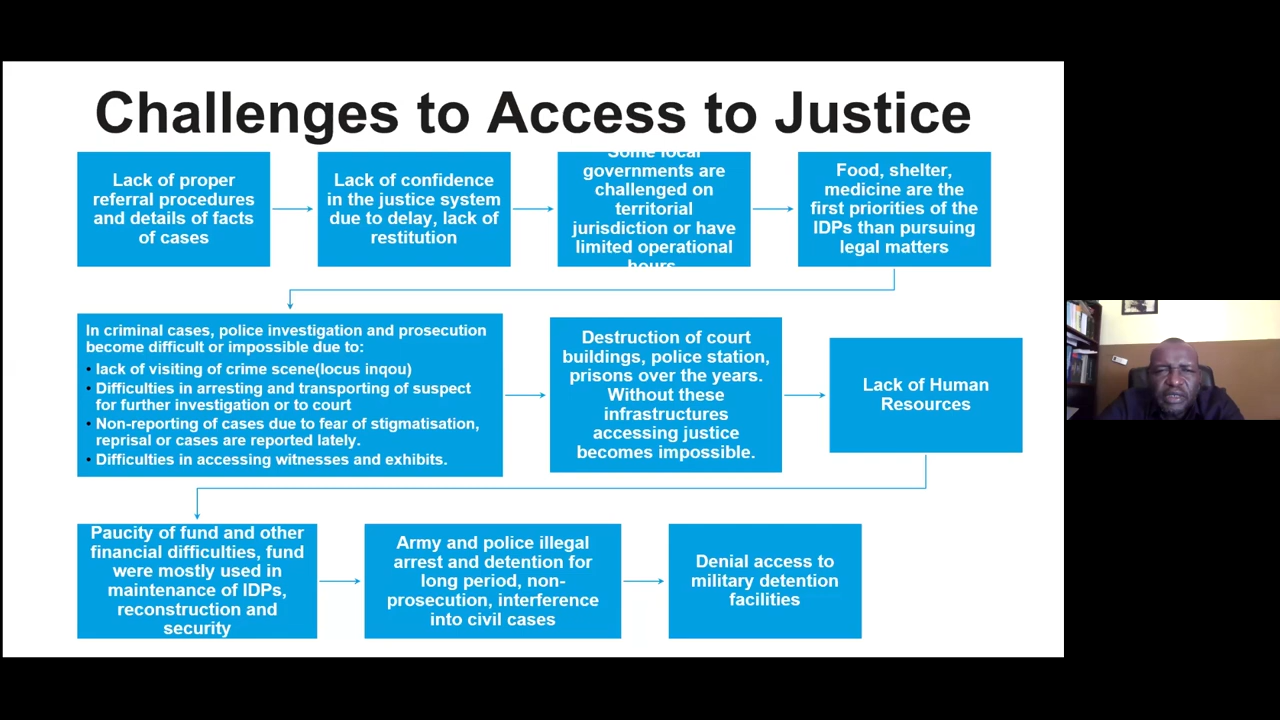 Challenges to Access to Justice
Lack of proper
referral procedures
and details of facts
of cases
Lack of confidence
in the justice system
due to delay, lack of
restitution
Some local
governments are
challenged on
territorial
jurisdiction or have
limited operational
hours
Food, shelter,
medicine are the
first priorities of the
IDPs than pursuing
legal matters
In criminal cases, police investigation and prosecution
become difficult or impossible due to:
• lack of visiting of crime scene(locus inqou)
• Difficulties in arresting and transporting of suspect
for further investigation or to court
• Non-reporting of cases due to fear of stigmatisation,
reprisal or cases are reported lately.
• Difficulties in accessing witnesses and exhibits.
Destruction of court
buildings, police station,
prisons over the years.
Without these
infrastructures
accessing justice
becomes impossible.
Lack of Human
Resources
Paucity of fund and other
financial difficulties, fund
were mostly used in
maintenance of IDPs,
reconstruction and
security
Army and police illegal
arrest and detention for
long period, non-
prosecution, interference
into civil cases
Denial access to
military detention
facilities